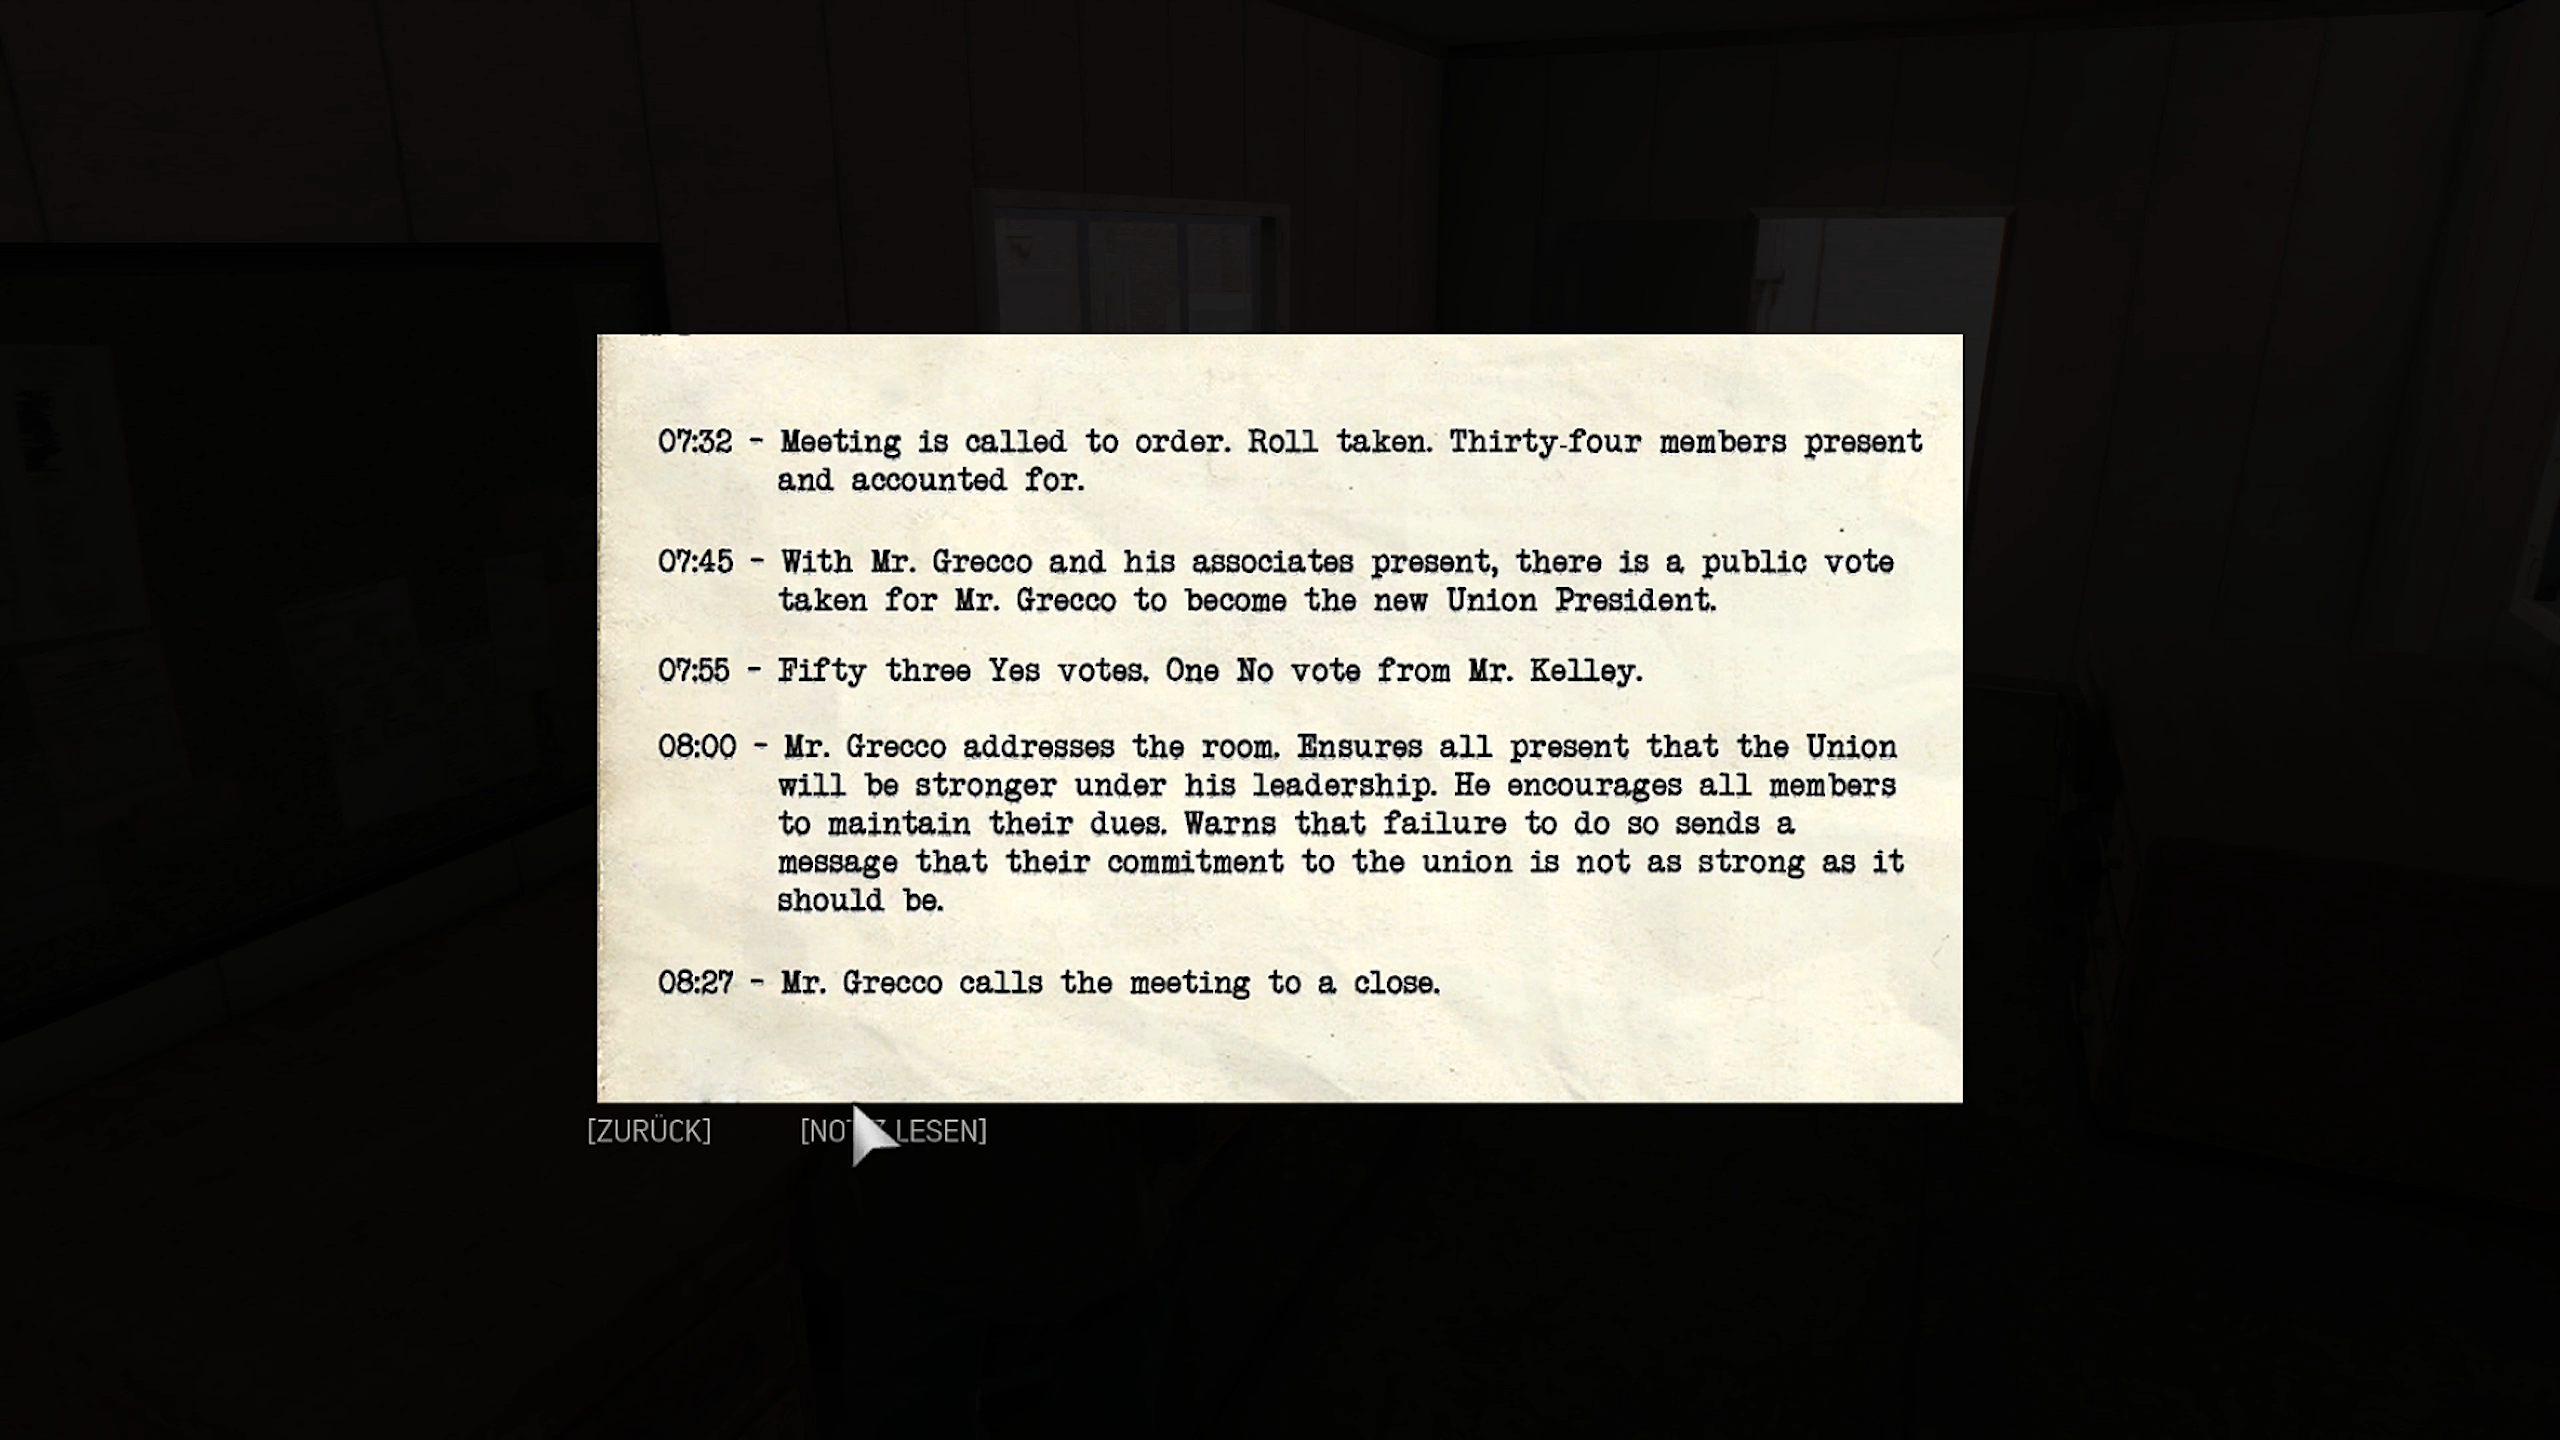 07:32 - Meeting is called to order. Roll taken. Thirty-four members present
and accounted for.
07:45 - With Mr. Grecco and his associates present, there is a public vote
taken for Mr. Grecco to become the new Union President.
07:55 - Fifty three Yes votes. One No vote from Mr. Kelley.
08:00 - Mr. Grecco addresses the room. Ensures all present that the Union
will be stronger under his leadership. He encourages all members
to maintain their dues. Warns that failure to do so sends a
message that their commitment to the union is not as strong as it
should be.
08:27 - Mr. Grecco calls the meeting to a close.
[ZURÜCK] [NOTIZ LESEN]